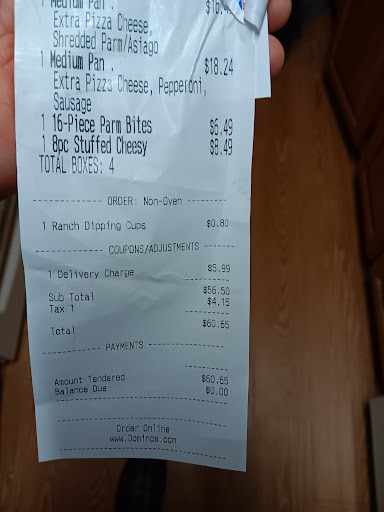 1 Medium Pan .
Extra Pizza Cheese,
Shredded Parm/Asiago
1 Medium Pan . $18.24
Extra Pizza Cheese, Pepperoni,
Sausage
1 16-Piece Parm Bites $6.49
1 8pc Stuffed Cheesy $8.49
TOTAL BOXES: 4
ORDER: Non-Oven
1 Ranch Dipping Cups $0.80
COUPONS/ADJUSTMENTS
1 Delivery Charge $5.99
Sub Total $56.50
Tax 1 $4.15
Total $60.65
PAYMENTS
Amount Tendered $60.65
Balance Due $0.00
Order Online
www.Dominos.com